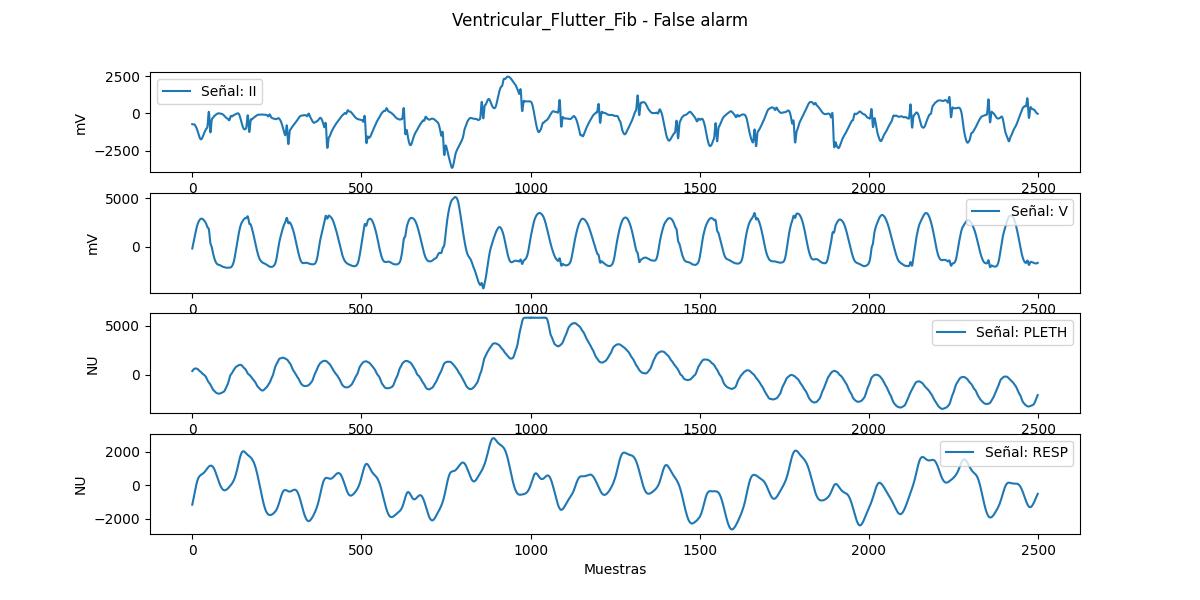 Ventricular_Flutter_Fib - False alarm
2500
0
−2500
mV
Señal: II
0 500 1000 1500 2000 2500
5000
0
mV
Señal: V
0 500 1000 1500 2000 2500
5000
0
NU
Señal: PLETH
0 500 1000 1500 2000 2500
2000
0
−2000
NU
Señal: RESP
0 500 1000 1500 2000 2500
Muestras